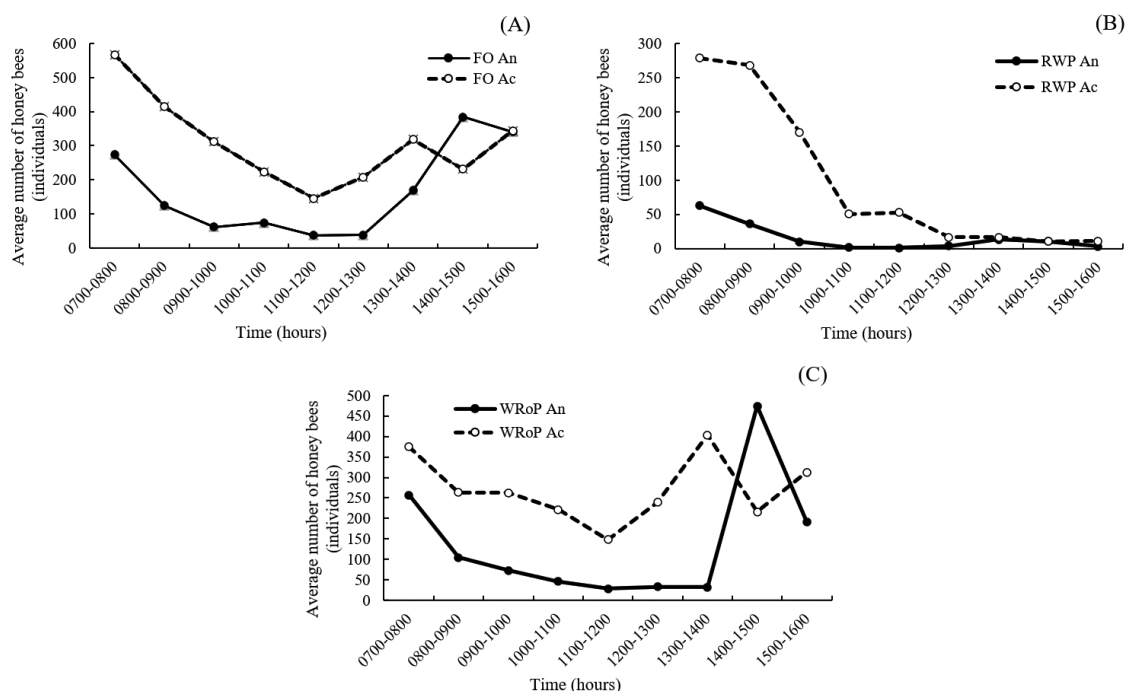 (A)
Average number of honey bees
(individuals)
600
500
400
300
200
100
0
FO An
FO Ac
0700-0800
0800-0900
0900-1000
1000-1100
1100-1200
1200-1300
1300-1400
1400-1500
1500-1600
Time (hours)
(B)
Average number of honey bees
(individuals)
300
250
200
150
100
50
0
RWP An
RWP Ac
0700-0800
0800-0900
0900-1000
1000-1100
1100-1200
1200-1300
1300-1400
1400-1500
1500-1600
Time (hours)
(C)
Average number of honey bees
(individuals)
500
450
400
350
300
250
200
150
100
50
0
WRoP An
WRoP Ac
0700-0800
0800-0900
0900-1000
1000-1100
1100-1200
1200-1300
1300-1400
1400-1500
1500-1600
Time (hours)